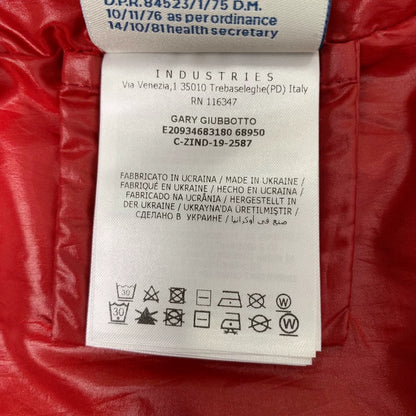 D.P.R. 84523/1/75 D.M.
10/11/76 as per ordinance
14/10/81 health secretary
INDUSTRIES
Via Venezia,1 35010 Trebaseleghe(PD) Italy
RN 116347
GARY GIUBBOTTO
E20934683180 68950
C-ZIND-19-2587
FABBRICATO IN UCRAINA / MADE IN UKRAINE /
FABRIQUÉ EN UKRAINE / HECHO EN UCRANIA /
FABRICADO NA UCRÂNIA / HERGESTELLT IN
DER UKRAINE / UKRAYNA'DA ÜRETILMIŞTIR /
СДЕЛАНО В УКРАИНЕ / صنع في أوكرانيا
30 W
30 W